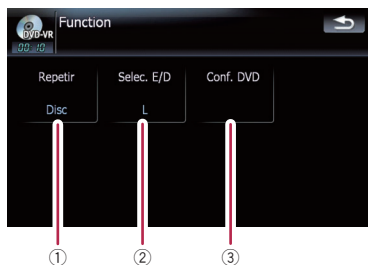 Function
DVD-VR
00:10
Repetir
Selec. E/D
Conf. DVD
Disc
L
①
②
③